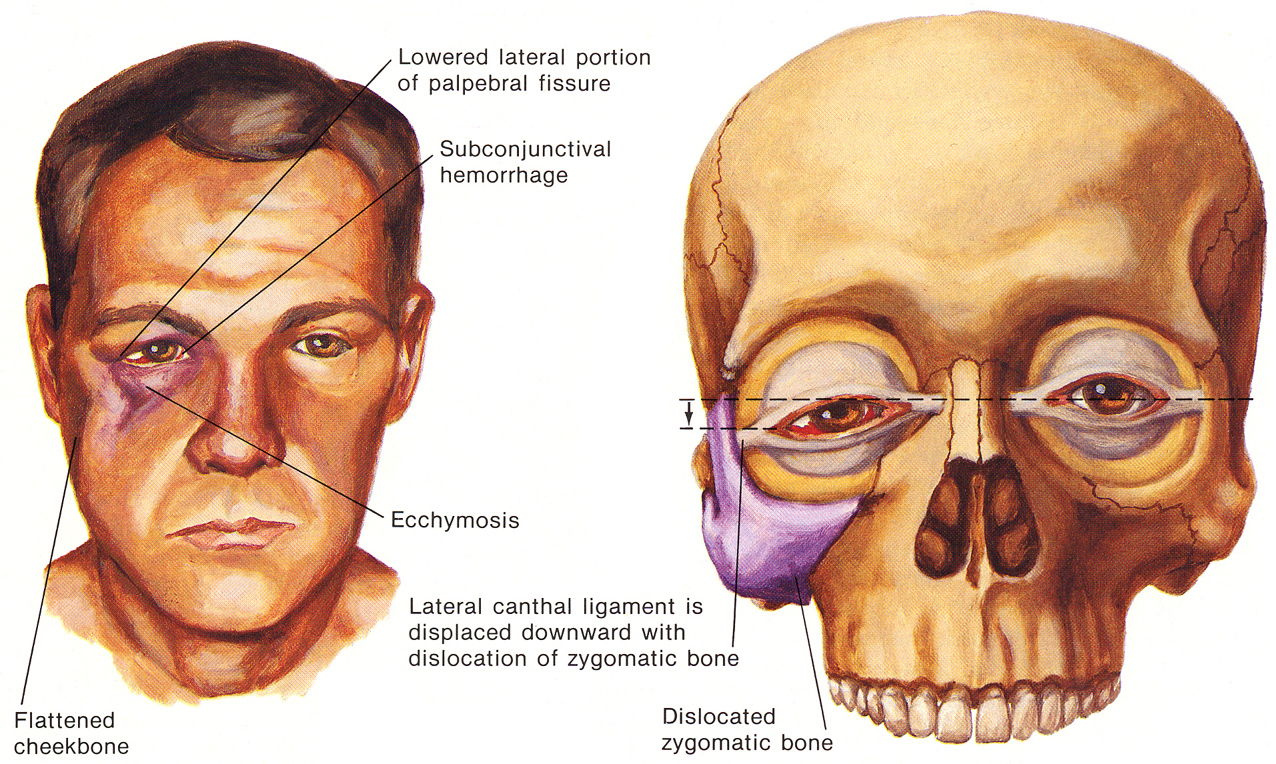 Lowered lateral portion
of palpebral fissure
Subconjunctival
hemorrhage
Ecchymosis
Lateral canthal ligament is
displaced downward with
dislocation of zygomatic bone
Flattened
cheekbone
Dislocated
zygomatic bone